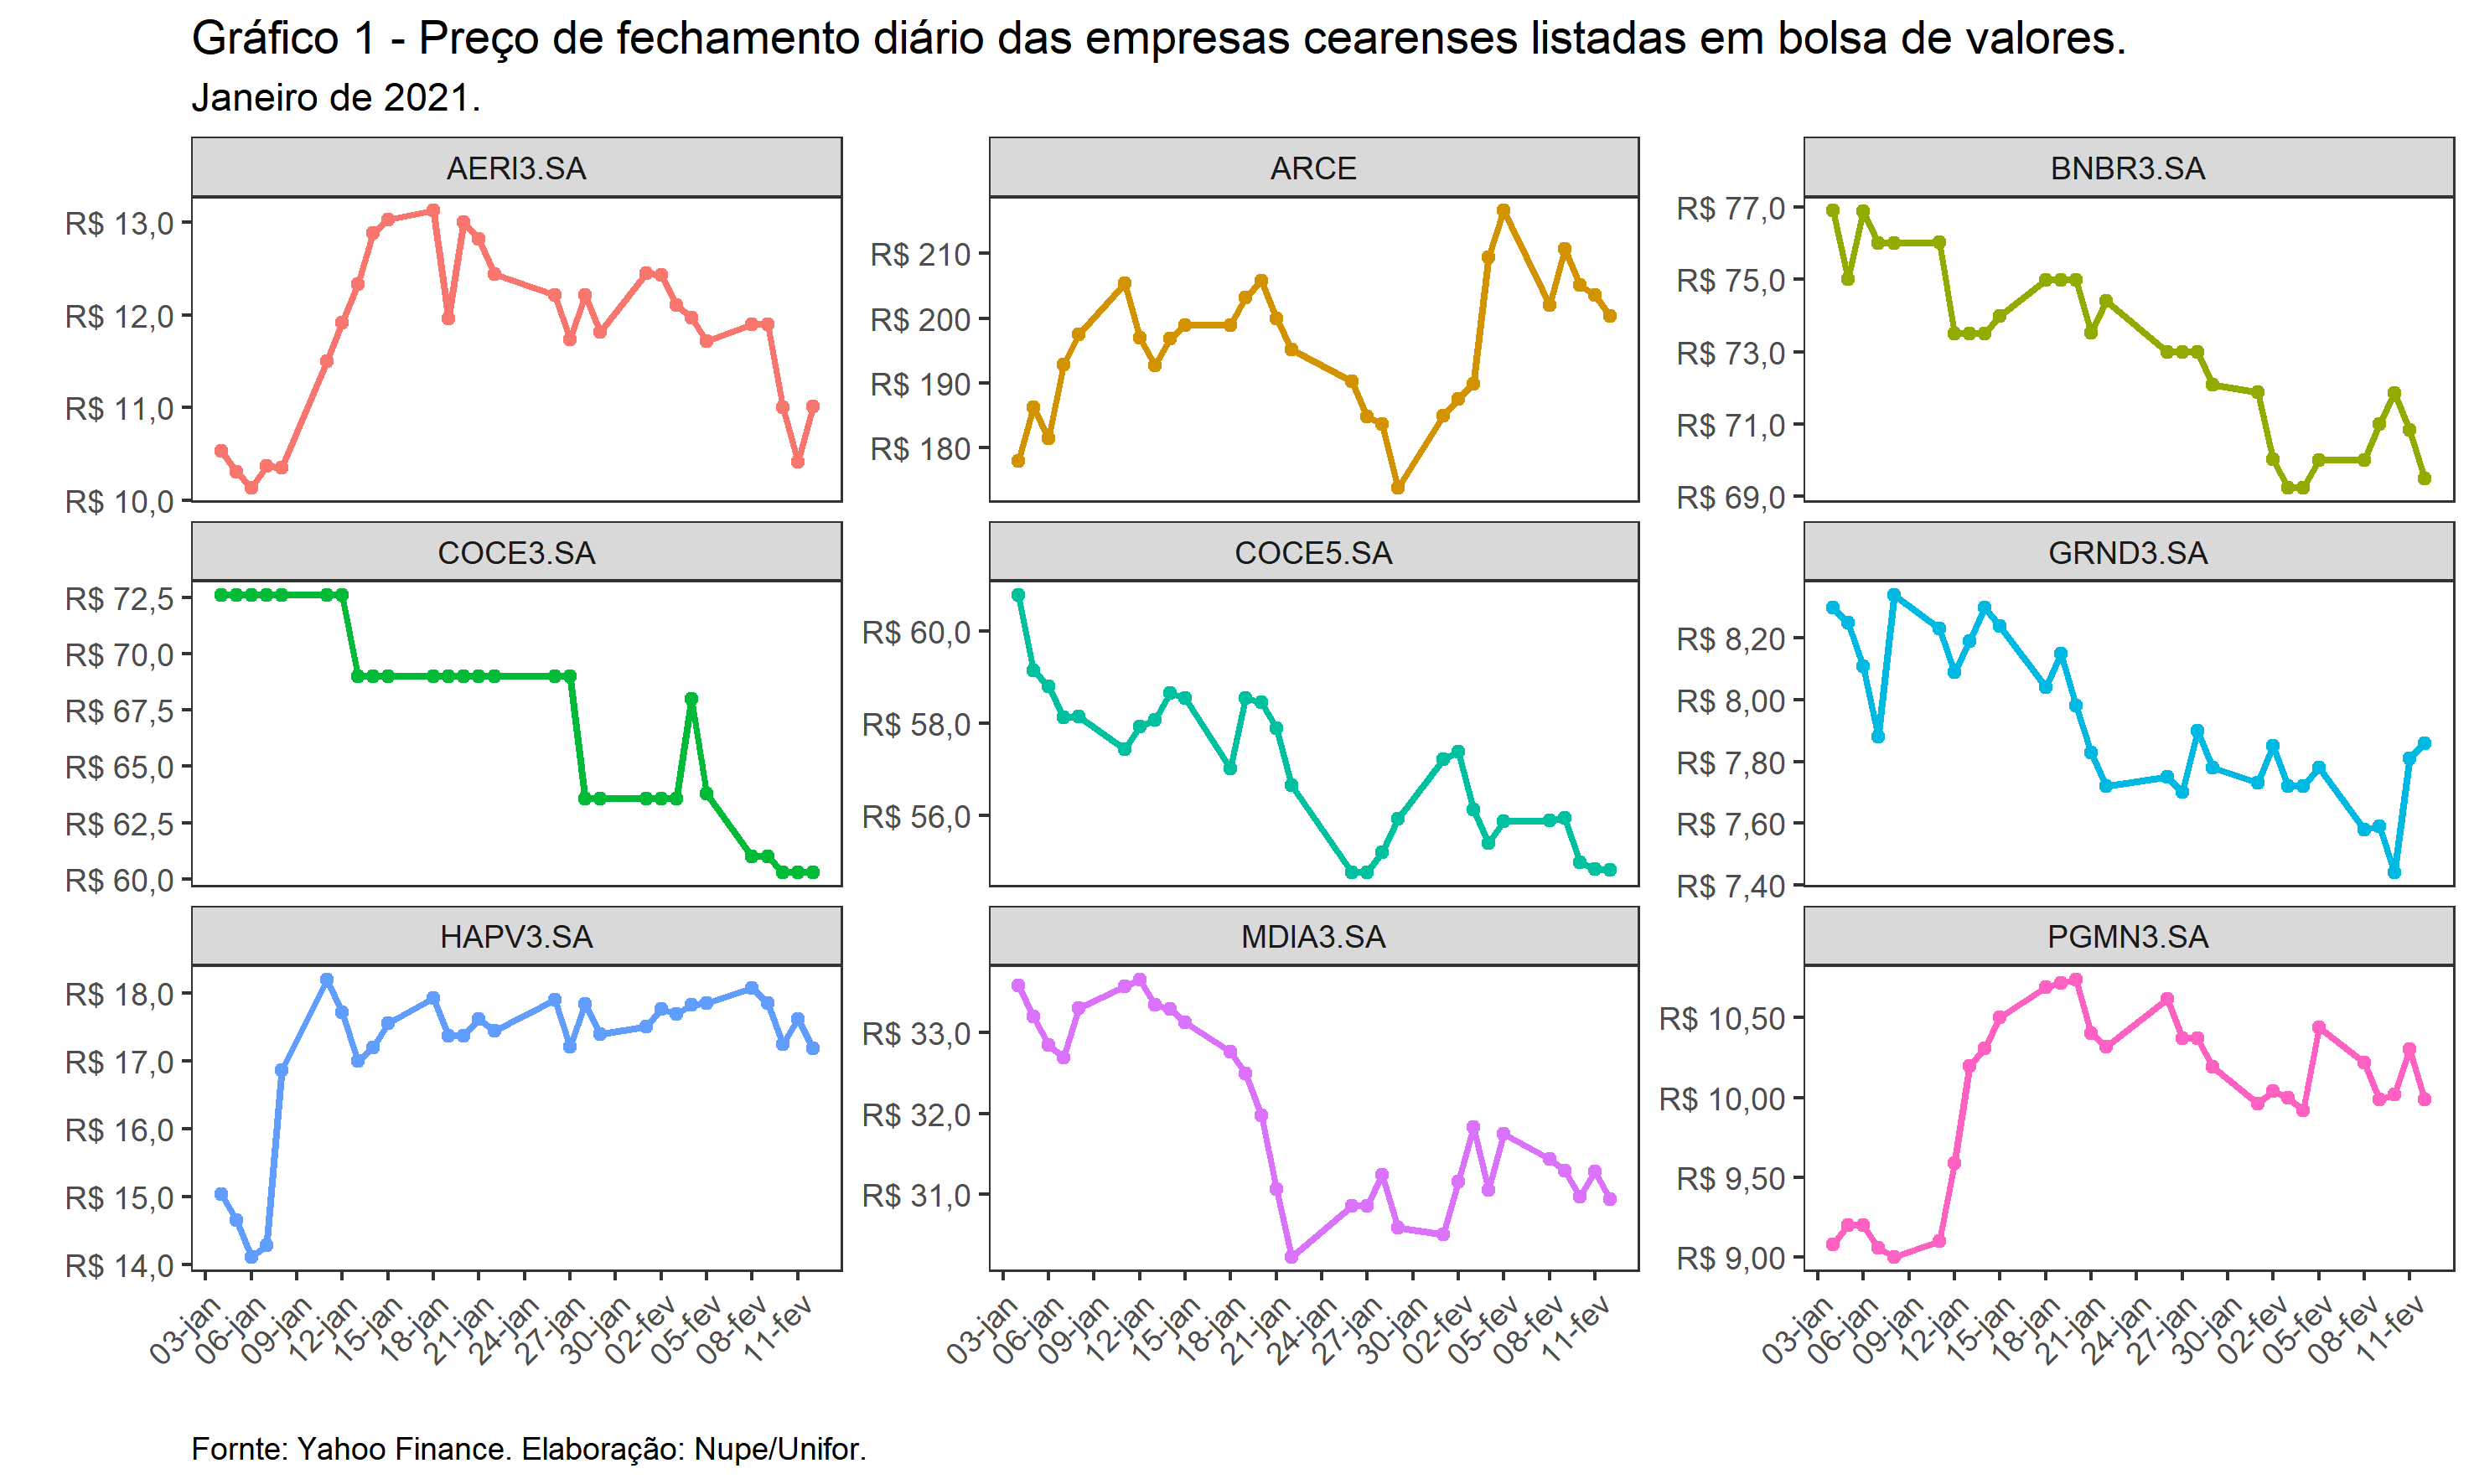 Gráfico 1 - Preço de fechamento diário das empresas cearenses listadas em bolsa de valores.
Janeiro de 2021.
AERI3.SA
R$ 13,0
R$ 12,0
R$ 11,0
R$ 10,0
ARCE
R$ 210
R$ 200
R$ 190
R$ 180
BNBR3.SA
R$ 77,0
R$ 75,0
R$ 73,0
R$ 71,0
R$ 69,0
COCE3.SA
R$ 72,5
R$ 70,0
R$ 67,5
R$ 65,0
R$ 62,5
R$ 60,0
COCE5.SA
R$ 60,0
R$ 58,0
R$ 56,0
GRND3.SA
R$ 8,20
R$ 8,00
R$ 7,80
R$ 7,60
R$ 7,40
HAPV3.SA
R$ 18,0
R$ 17,0
R$ 16,0
R$ 15,0
R$ 14,0
03-jan
06-jan
09-jan
12-jan
15-jan
18-jan
21-jan
24-jan
27-jan
30-jan
02-fev
05-fev
08-fev
11-fev
MDIA3.SA
R$ 33,0
R$ 32,0
R$ 31,0
03-jan
06-jan
09-jan
12-jan
15-jan
18-jan
21-jan
24-jan
27-jan
30-jan
02-fev
05-fev
08-fev
11-fev
PGMN3.SA
R$ 10,50
R$ 10,00
R$ 9,50
R$ 9,00
03-jan
06-jan
09-jan
12-jan
15-jan
18-jan
21-jan
24-jan
27-jan
30-jan
02-fev
05-fev
08-fev
11-fev
Fornte: Yahoo Finance. Elaboração: Nupe/Unifor.